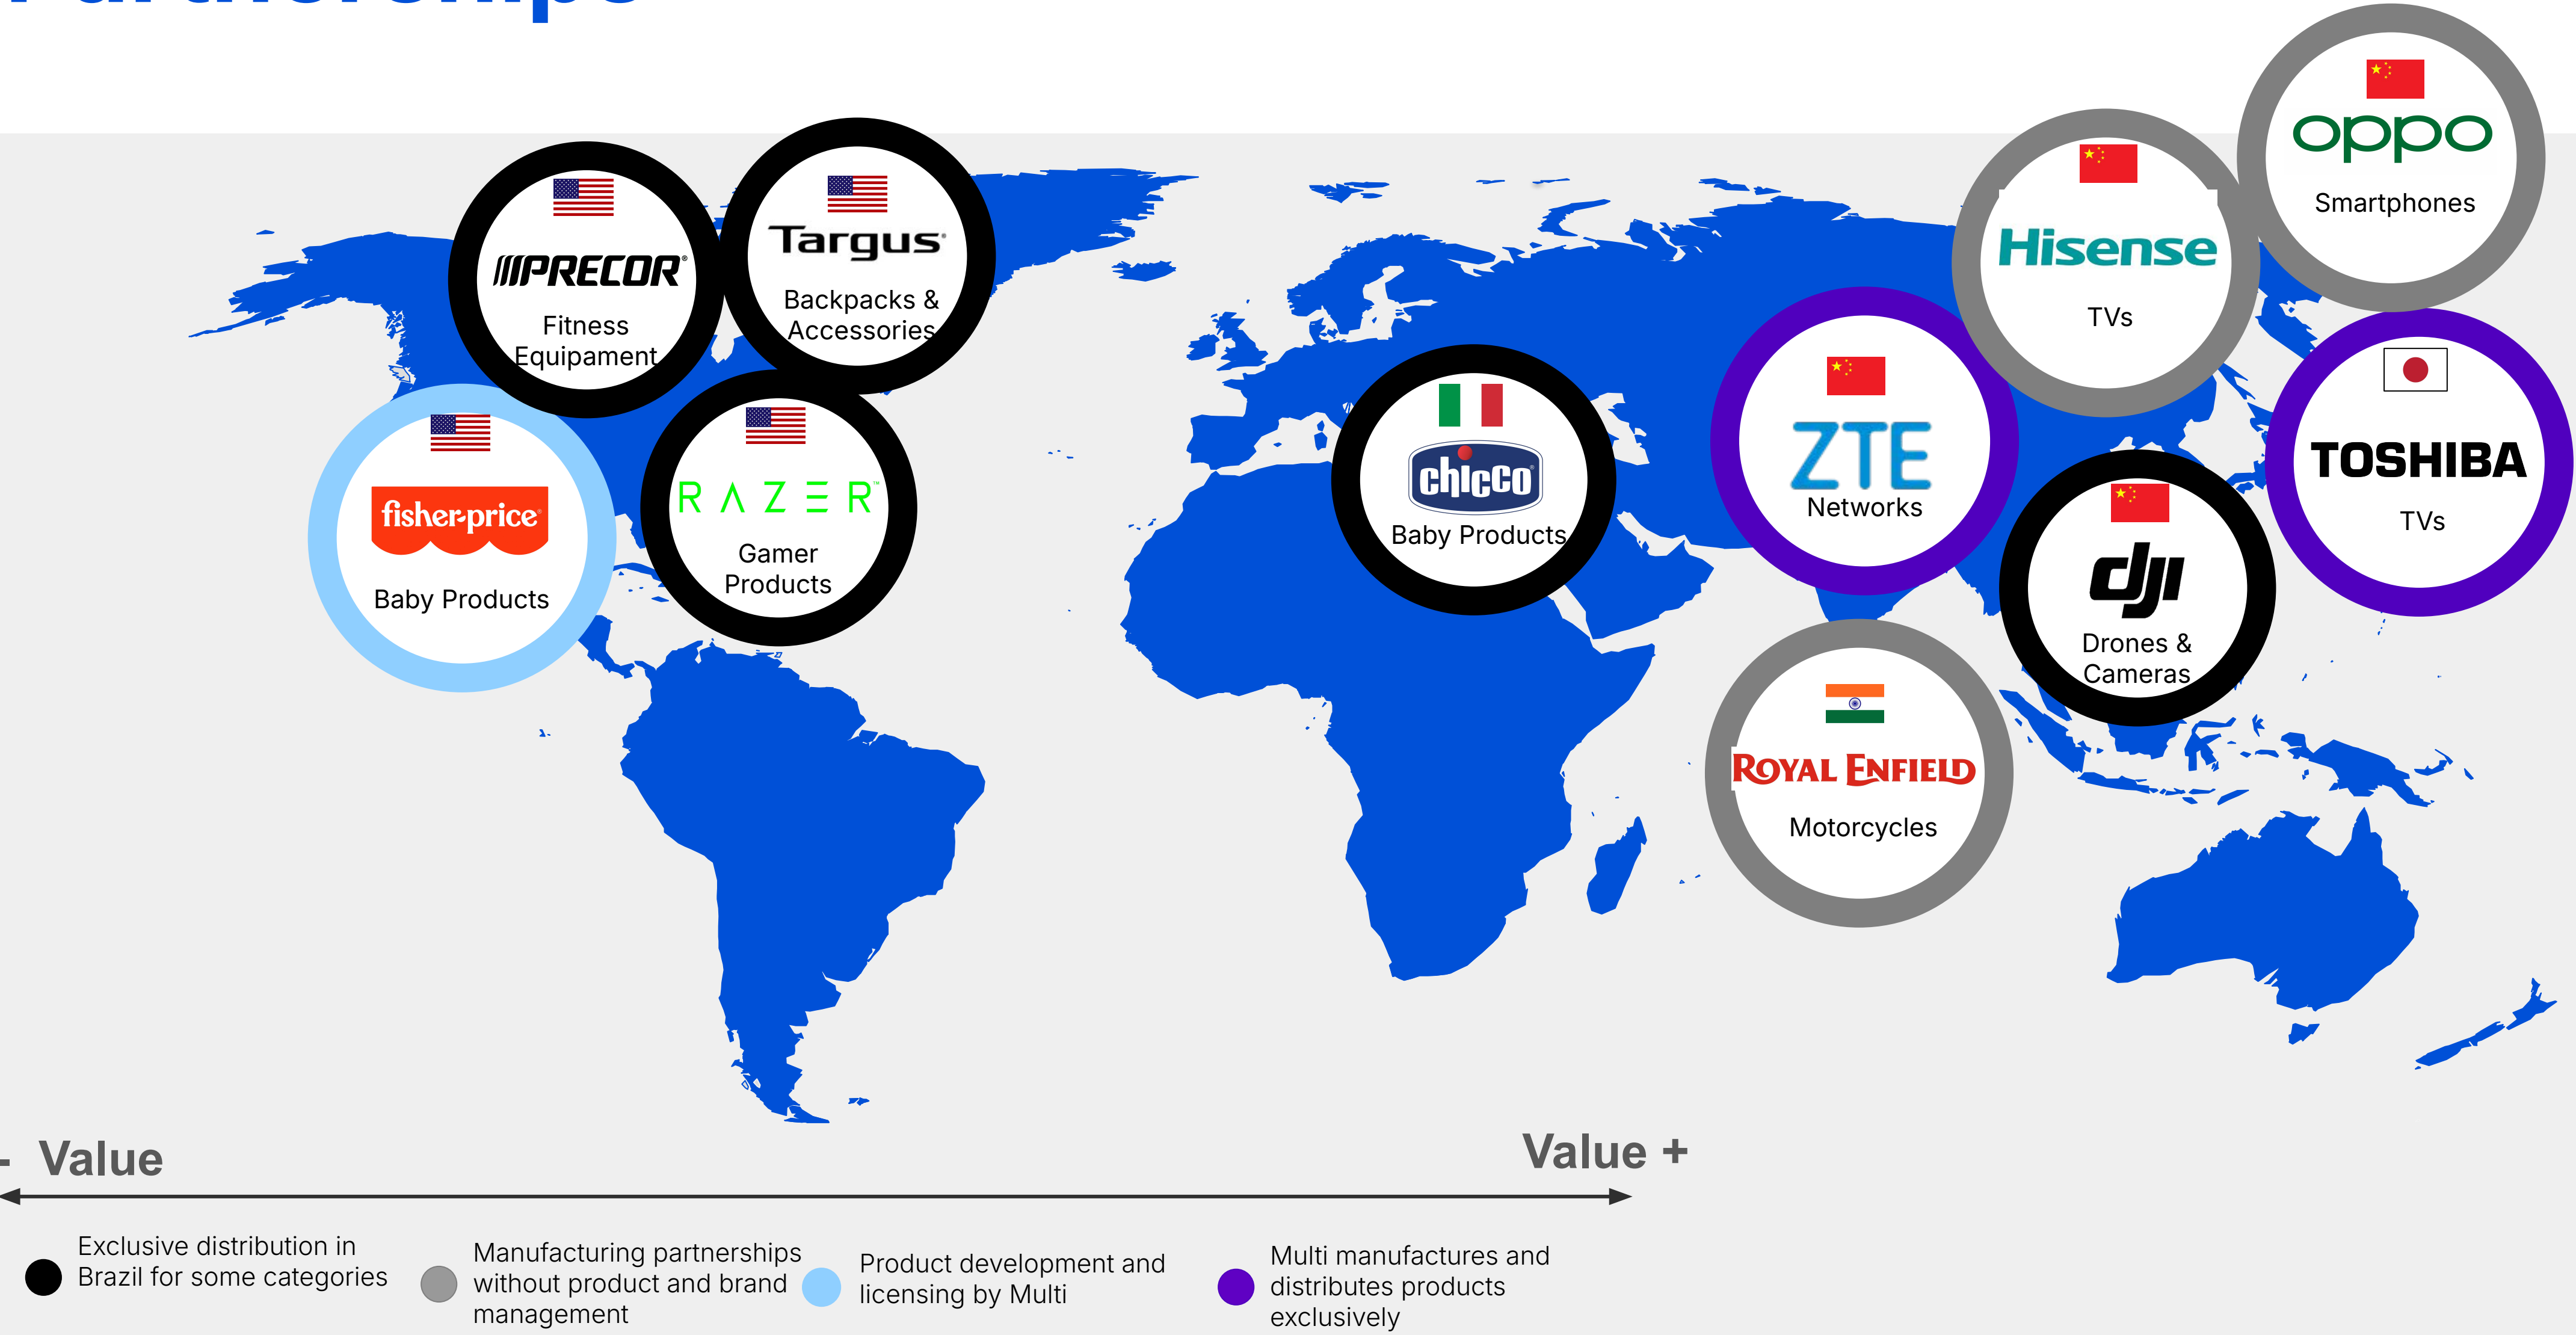 Partnerships
oppo
Smartphones
Hisense
TVs
PRECOR®
Fitness
Equipament
Targus®
Backpacks &
Accessories
fisher-price®
Baby Products
RAZER™
Gamer
Products
chicco®
Baby Products
ZTE
Networks
TOSHIBA
TVs
dji
Drones &
Cameras
ROYAL ENFIELD
Motorcycles
- Value
Value +
Exclusive distribution in
Brazil for some categories
Manufacturing partnerships
without product and brand
management
Product development and
licensing by Multi
Multi manufactures and
distributes products
exclusively